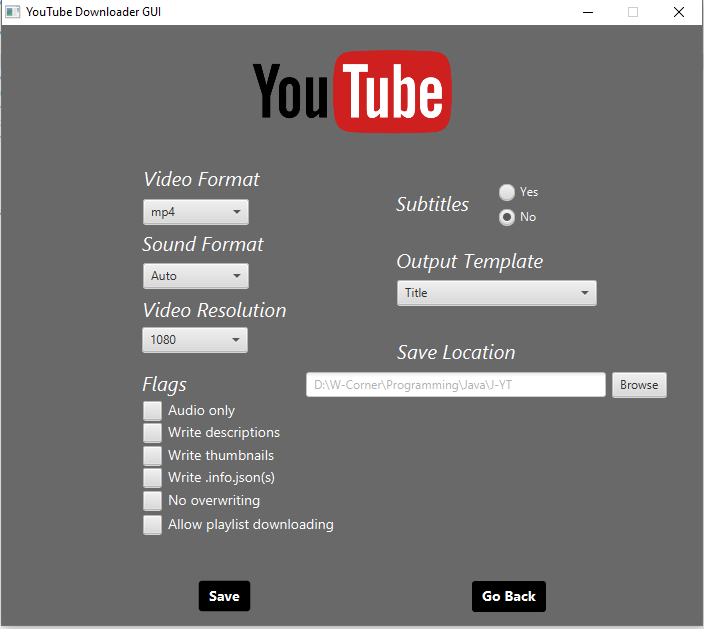 YouTube Downloader GUI
YouTube
Video Format
mp4
Sound Format
Auto
Video Resolution
1080
Flags
Audio only
Write descriptions
Write thumbnails
Write .info.json(s)
No overwriting
Allow playlist downloading
Subtitles
Yes
No
Output Template
Title
Save Location
D:\W-Corner\Programming\Java\J-YT
Browse
Save
Go Back